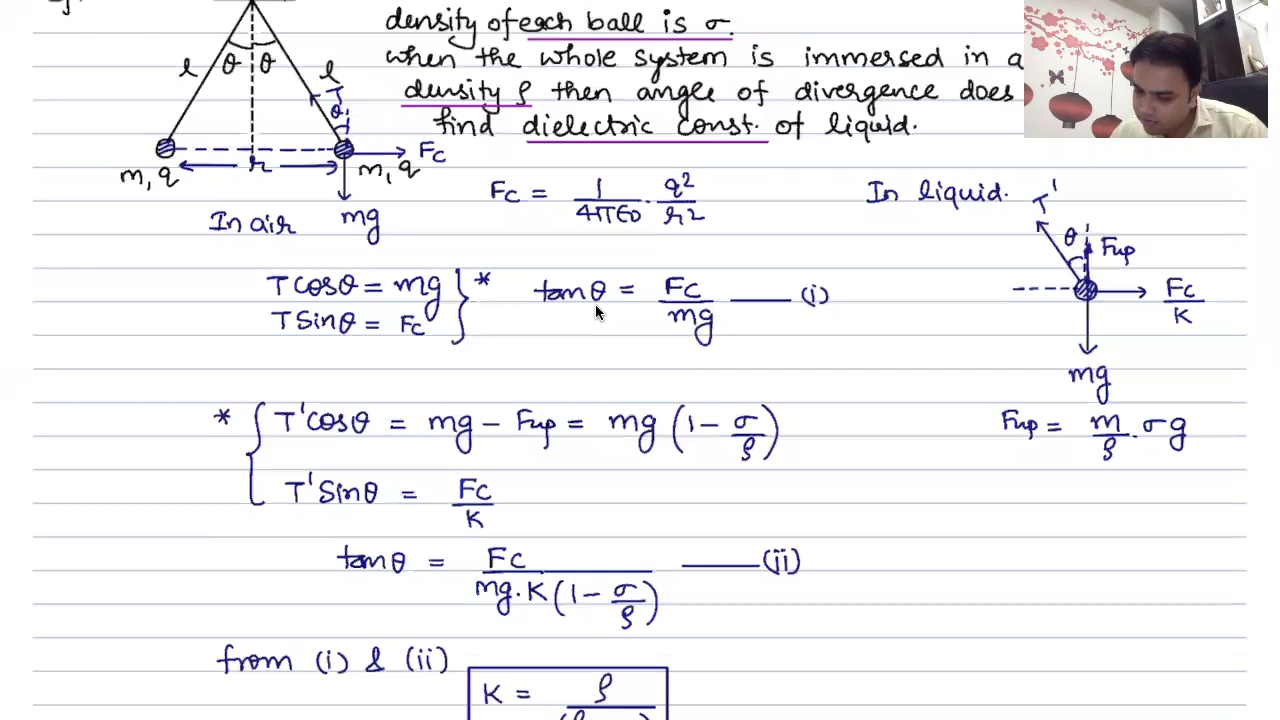 density of each ball is σ.
when the whole system is immersed in a
density ρ then angle of divergence does
find dielectric const. of liquid.
θ θ
l l
T
θ
Fc
r
m, q m, q
mg
In air
Fc = 1/4πε0 · q²/r²
In liquid.
T'
θ Fup
Fc/K
mg
Tcosθ = mg
TSinθ = Fc
} * tanθ = Fc/mg —— (i)
* { T'cosθ = mg - Fup = mg (1 - σ/ρ)
Fup = m/ρ · σg
T'Sinθ = Fc/K
tanθ = Fc/mg.K(1 - σ/ρ) —— (ii)
from (i) & (ii)
K = ρ